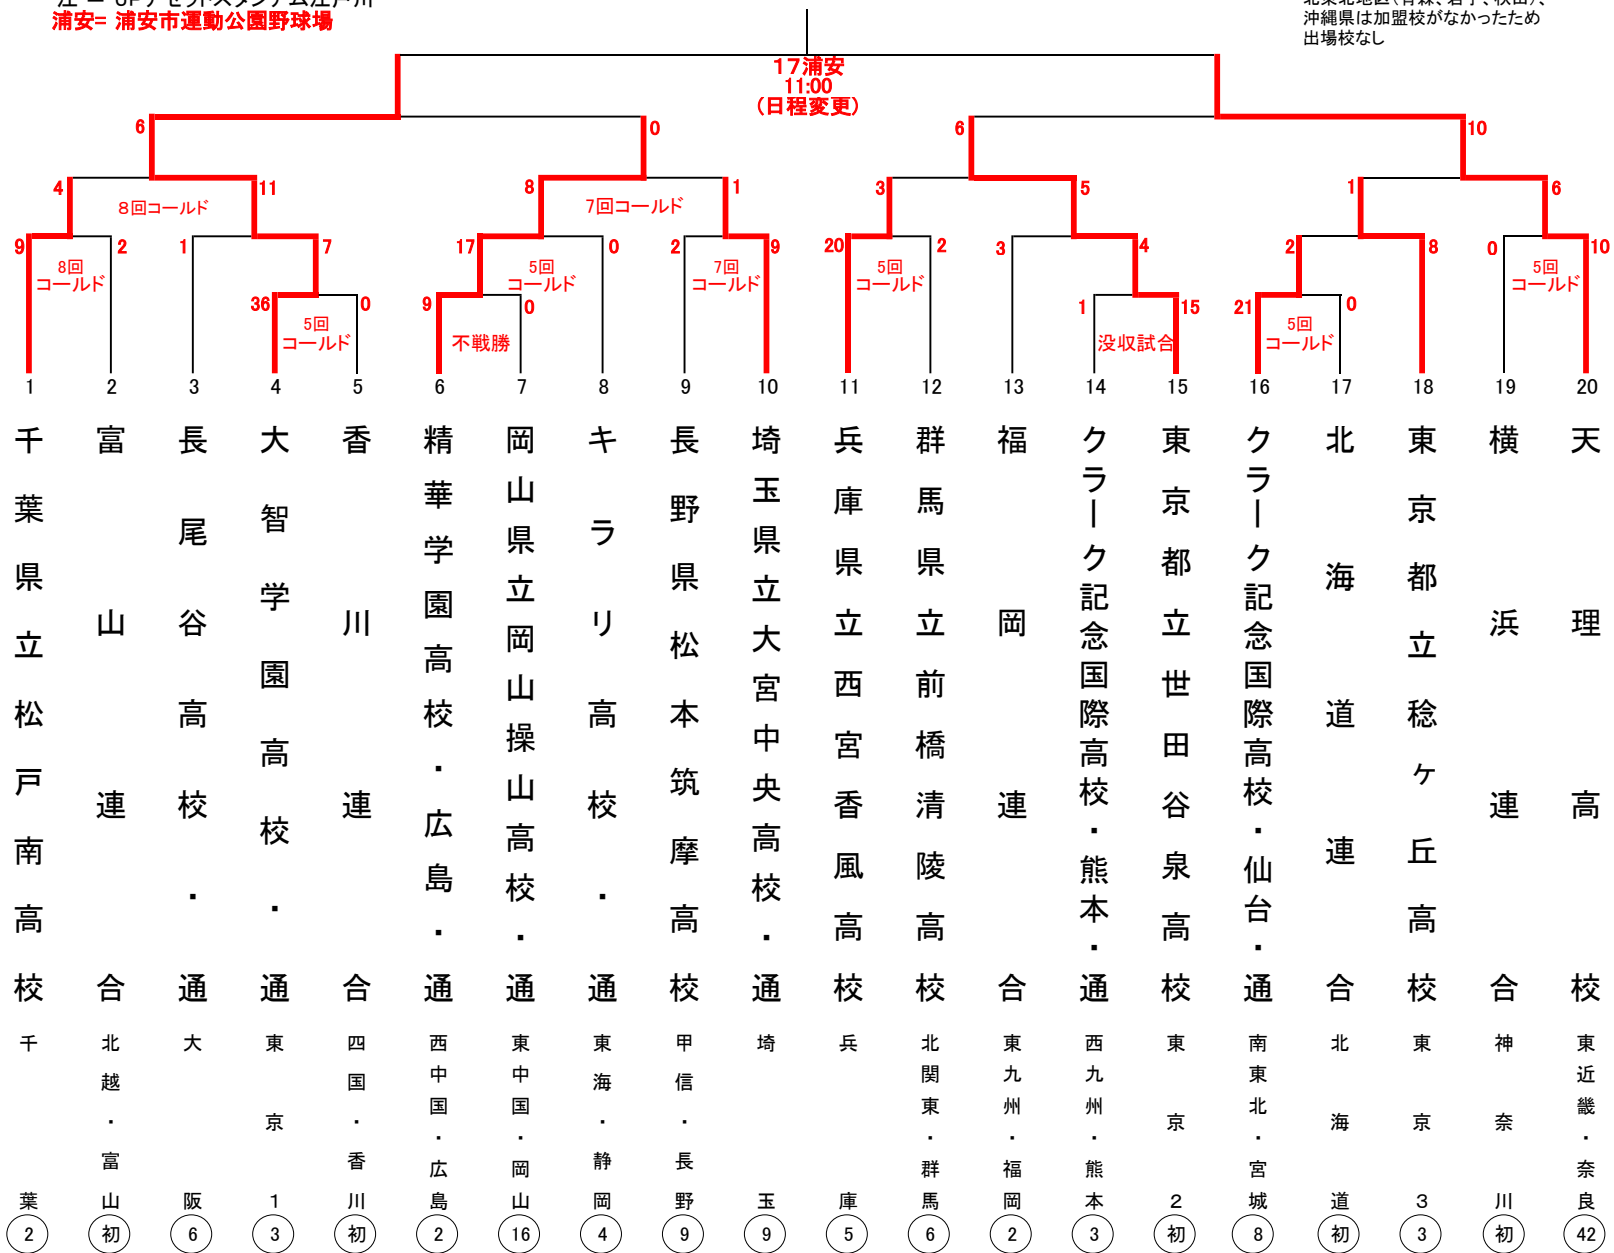 江 = JPアセットスタジアム江戸川
浦安= 浦安市運動公園野球場
沖縄県は加盟校がなかったため
出場校なし
17浦安
11:00
(日程変更)
6
0
6
10
4
11
8
1
3
5
1
6
8回コールド
7回コールド
9
2
1
7
17
0
2
9
20
2
3
4
2
8
0
10
8回
コールド
5回
コールド
7回
コールド
5回
コールド
5回
コールド
36
0
9
0
1
15
21
0
5回
コールド
不戦勝
没収試合
5回
コールド
1
2
3
4
5
6
7
8
9
10
11
12
13
14
15
16
17
18
19
20
千葉県立松戸南高校
富山連合
長尾谷高校・通
大智学園高校・通
香川連合
精華学園高校・広島・通
岡山県立岡山操山高校・通
キラリ高校・通
長野県松本筑摩高校
埼玉県立大宮中央高校・通
兵庫県立西宮香風高校
群馬県立前橋清陵高校
福岡連合
クラーク記念国際高校・熊本・通
東京都立世田谷泉高校
クラーク記念国際高校・仙台・通
北海道連合
東京都立稔ヶ丘高校
横浜連合
天理高校
千葉
北越・富山
大阪
東京1
四国・香川
西中国・広島
東中国・岡山
東海・静岡
甲信・長野
埼玉
兵庫
北関東・群馬
東九州・福岡
西九州・熊本
東京2
南東北・宮城
北海道
東京3
神奈川
東近畿・奈良
2
初
6
3
初
2
16
4
9
9
5
6
2
3
初
8
初
3
初
42